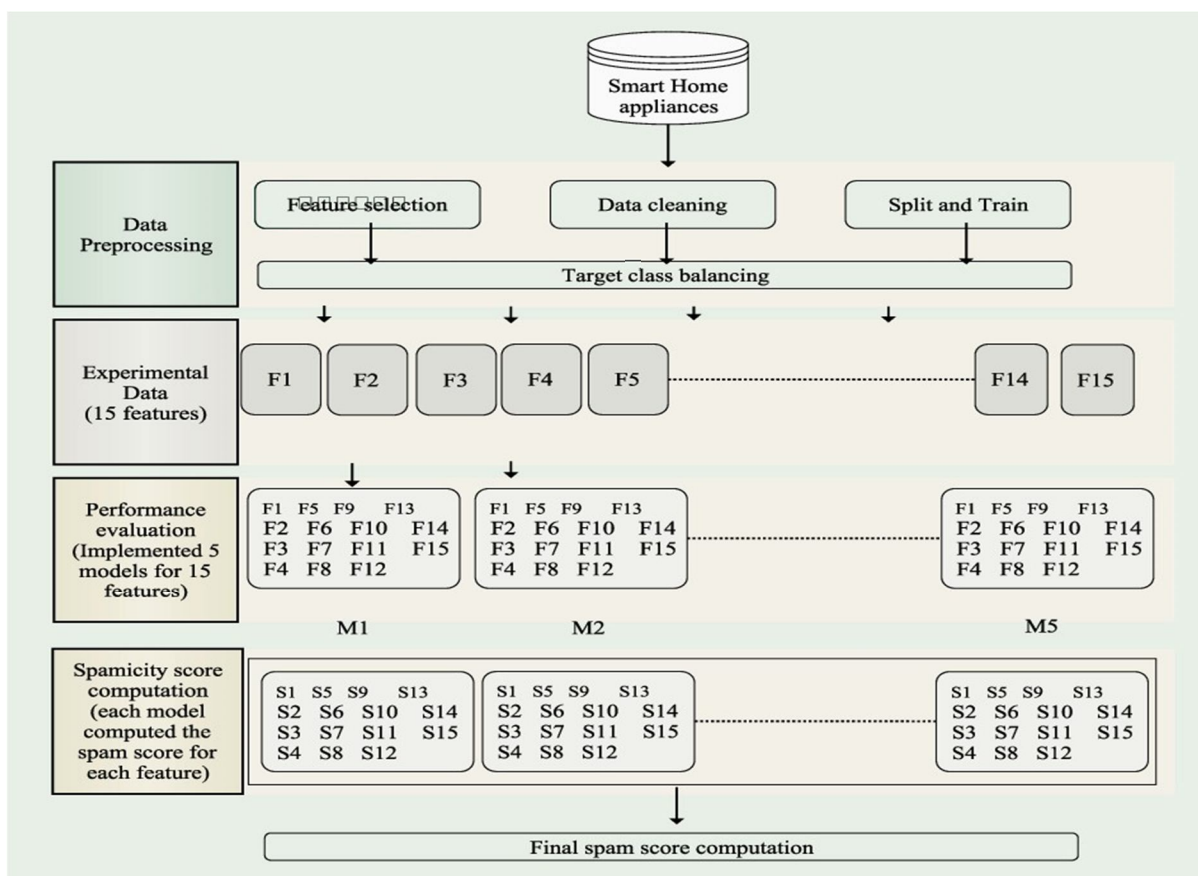 Smart Home
appliances
Data
Preprocessing
Feature selection
Data cleaning
Split and Train
Target class balancing
Experimental
Data
(15 features)
F1
F2
F3
F4
F5
F14
F15
Performance
evaluation
(Implemented 5
models for 15
features)
F1 F5 F9 F13
F2 F6 F10 F14
F3 F7 F11 F15
F4 F8 F12
F1 F5 F9 F13
F2 F6 F10 F14
F3 F7 F11 F15
F4 F8 F12
F1 F5 F9 F13
F2 F6 F10 F14
F3 F7 F11 F15
F4 F8 F12
M1
M2
M5
Spamicity score
computation
(each model
computed the
spam score for
each feature)
S1 S5 S9 S13
S2 S6 S10 S14
S3 S7 S11 S15
S4 S8 S12
S1 S5 S9 S13
S2 S6 S10 S14
S3 S7 S11 S15
S4 S8 S12
S1 S5 S9 S13
S2 S6 S10 S14
S3 S7 S11 S15
S4 S8 S12
Final spam score computation